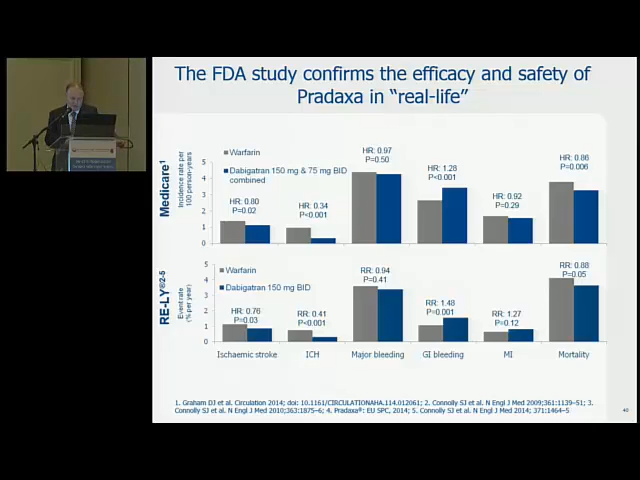 The FDA study confirms the efficacy and safety of
Pradaxa in “real-life”
Medicare1
Incidence rate per
100 person-years
Warfarin
Dabigatran 150 mg & 75 mg BID
combined
5
4
3
2
1
0
HR: 0.80
P=0.02
HR: 0.34
P<0.001
HR: 0.97
P=0.50
HR: 1.28
P<0.001
HR: 0.92
P=0.29
HR: 0.86
P=0.006
RE-LY®2-5
Event rate
(% per year)
Warfarin
Dabigatran 150 mg BID
5
4
3
2
1
0
HR: 0.76
P=0.03
RR: 0.41
P<0.001
RR: 0.94
P=0.41
RR: 1.48
P=0.001
RR: 1.27
P=0.12
RR: 0.88
P=0.05
Ischaemic stroke
ICH
Major bleeding
GI bleeding
MI
Mortality
1. Graham DJ et al. Circulation 2014; doi: 10.1161/CIRCULATIONAHA.114.012061; 2. Connolly SJ et al. N Engl J Med 2009;361:1139–51; 3.
Connolly SJ et al. N Engl J Med 2010;363:1875–6; 4. Pradaxa®: EU SPC, 2014; 5. Connolly SJ et al. N Engl J Med 2014; 371:1464–5
40